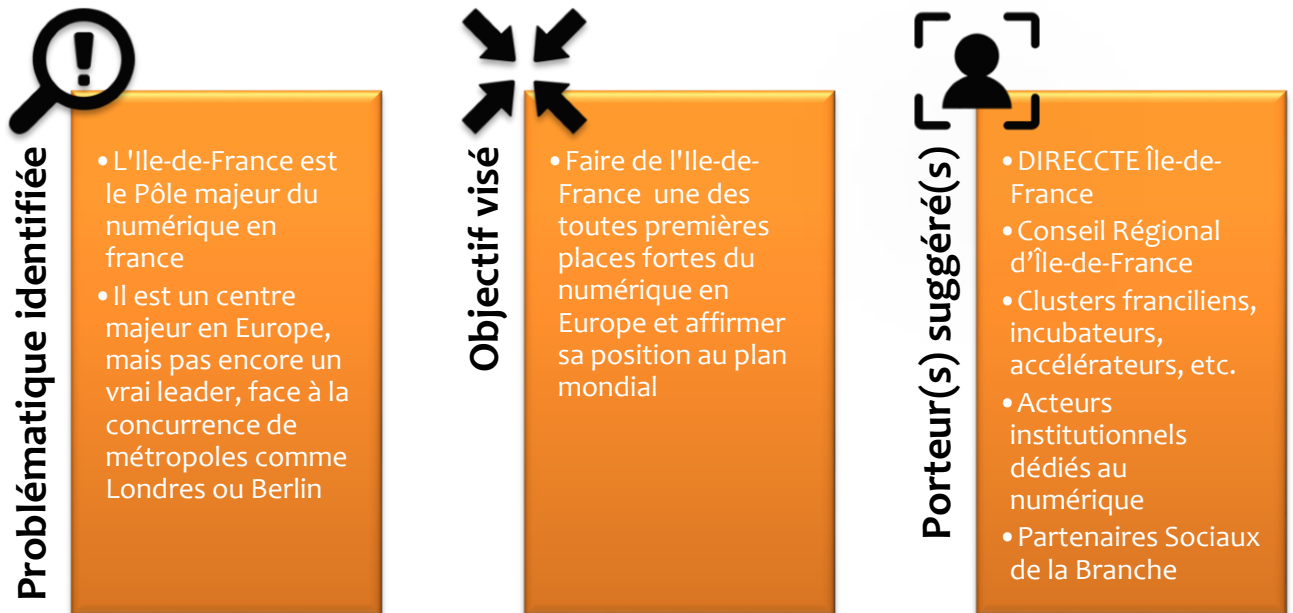 Problématique identifiée
•L'Ile-de-France est
le Pôle majeur du
numérique en
france
•Il est un centre
majeur en Europe,
mais pas encore un
vrai leader, face à la
concurrence de
métropoles comme
Londres ou Berlin
Objectif visé
•Faire de l'Ile-de-
France une des
toutes premières
places fortes du
numérique en
Europe et affirmer
sa position au plan
mondial
Porteur(s) suggéré(s)
•DIRECCTE Île-de-
France
•Conseil Régional
d’Île-de-France
•Clusters franciliens,
incubateurs,
accélérateurs, etc.
•Acteurs
institutionnels
dédiés au
numérique
•Partenaires Sociaux
de la Branche